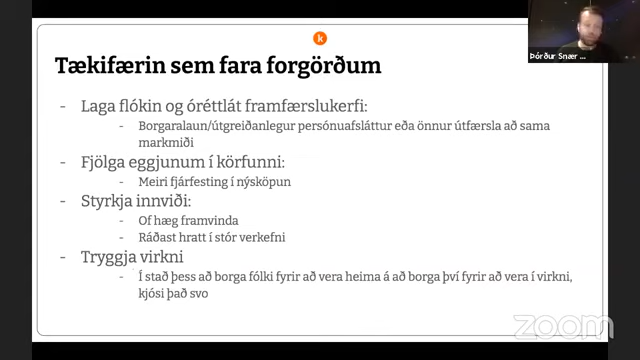 k
Þórður Snær ...
Tækifærin sem fara forgörðum
- Laga flókin og óréttlát framfærslukerfi:
- Borgaralaun/útgreiðanlegur persónuafsláttur eða önnur útfærsla að sama
markmiði
- Fjölga eggjunum í körfunni:
- Meiri fjárfesting í nýsköpun
- Styrkja innviði:
- Of hæg framvinda
- Ráðast hratt í stór verkefni
- Tryggja virkni
- Í stað þess að borga fólki fyrir að vera heima á að borga því fyrir að vera í virkni,
kjósi það svo
zoom